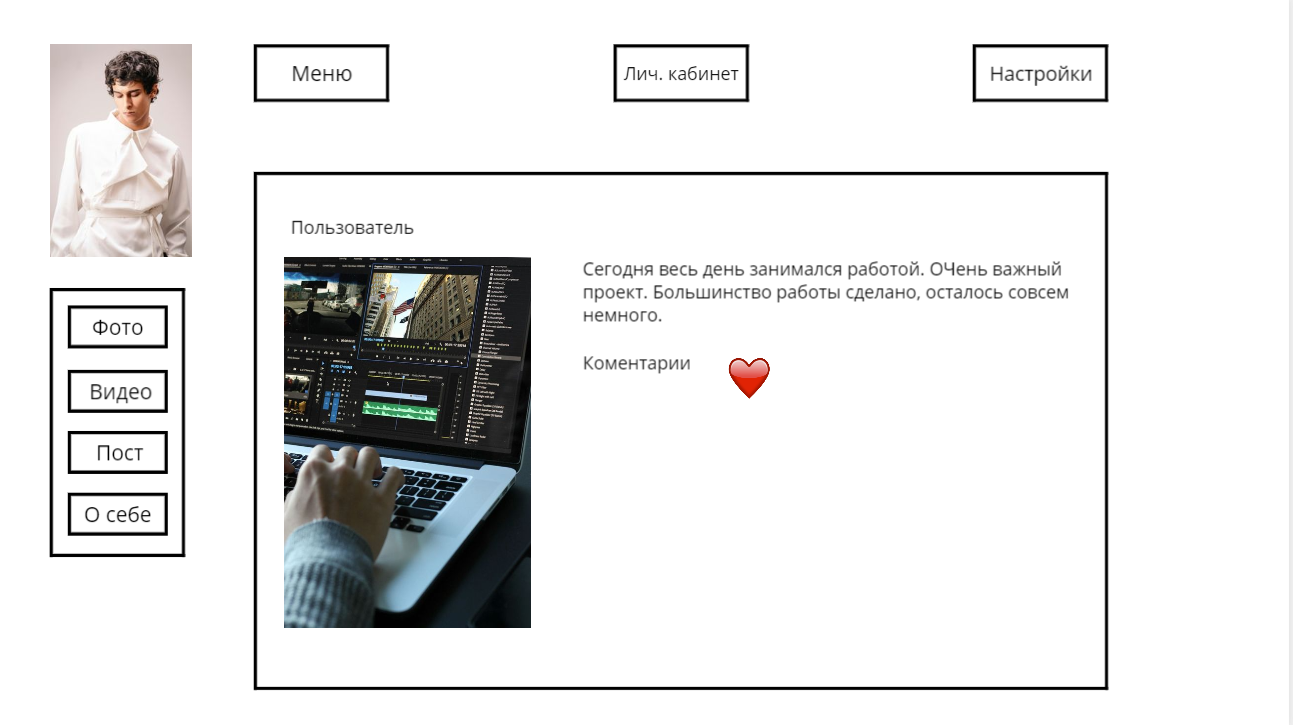 Меню
Лич. кабинет
Настройки
Фото
Видео
Пост
О себе
Пользователь
Сегодня весь день занимался работой. ОЧень важный
проект. Большинство работы сделано, осталось совсем
немного.
Коментарии